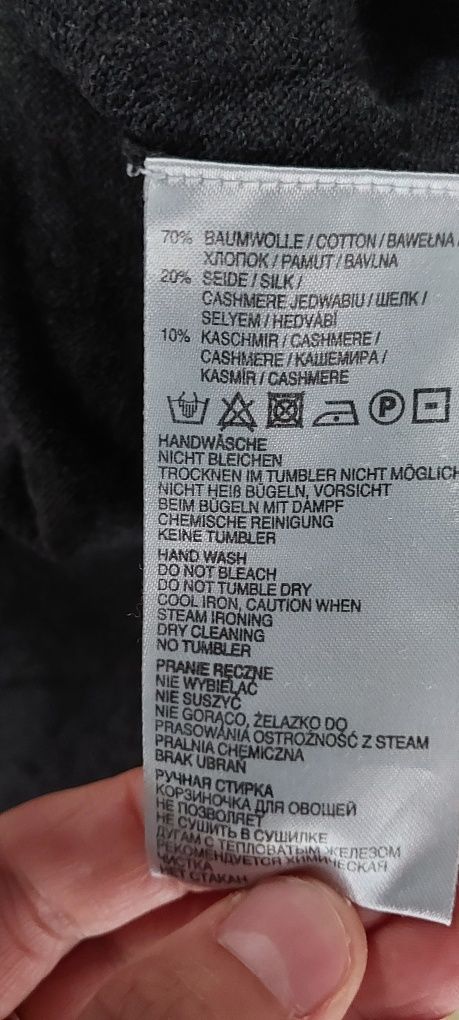 70% BAUMWOLLE / COTTON / BAWEŁNA /
ХЛОПОК / PAMUT / BAVLNA
20% SEIDE / SILK /
CASHMERE JEDWABIU / ШЕЛК /
SELYEM / HEDVÁBÍ
10% KASCHMIR / CASHMERE /
CASHMERE / КАШЕМИРА /
KASMÍR / CASHMERE
P
HANDWÄSCHE
NICHT BLEICHEN
TROCKNEN IM TUMBLER NICHT MÖGLICH
NICHT HEIß BÜGELN, VORSICHT
BEIM BÜGELN MIT DAMPF
CHEMISCHE REINIGUNG
KEINE TUMBLER
HAND WASH
DO NOT BLEACH
DO NOT TUMBLE DRY
COOL IRON, CAUTION WHEN
STEAM IRONING
DRY CLEANING
NO TUMBLER
PRANIE RĘCZNE
NIE WYBIELAĆ
NIE SUSZYĆ
NIE GORĄCO, ŻELAZKO DO
PRASOWANIA OSTROŻNOŚĆ Z STEAM
PRALNIA CHEMICZNA
BRAK UBRAŃ
РУЧНАЯ СТИРКА
КОРЗИНОЧКА ДЛЯ ОВОЩЕЙ
НЕ ПОЗВОЛЯЕТ
НЕ СУШИТЬ В СУШИЛКЕ
ДУГАМ С ТЕПЛОВАТЫМ ЖЕЛЕЗОМ
РЕКОМЕНДУЕТСЯ ХИМИЧЕСКАЯ
ЧИСТКА
НЕТ СТАКАН